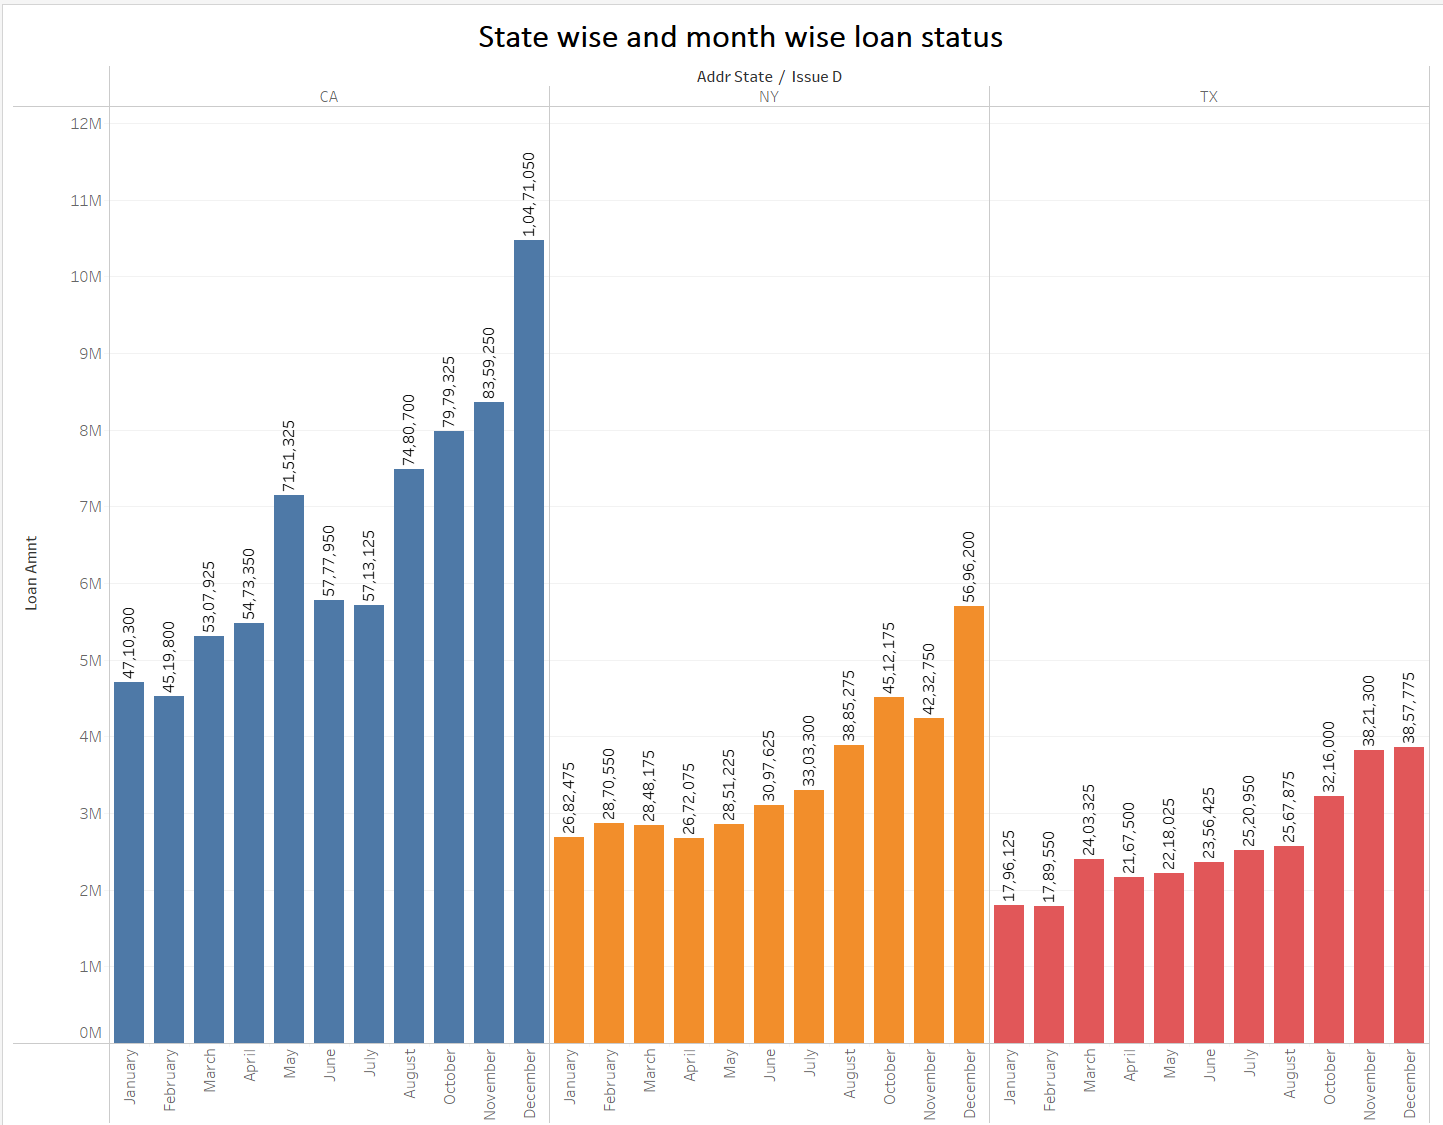 State wise and month wise loan status
Addr State / Issue D
CA
NY
TX
Loan Amnt
12M
11M
10M
9M
8M
7M
6M
5M
4M
3M
2M
1M
0M
47,10,300
45,19,800
53,07,925
54,73,350
71,51,325
57,77,950
57,13,125
74,80,700
79,79,325
83,59,250
1,04,71,050
26,82,475
28,70,550
28,48,175
26,72,075
28,51,225
30,97,625
33,03,300
38,85,275
45,12,175
42,32,750
56,96,200
17,96,125
17,89,550
24,03,325
21,67,500
22,18,025
23,56,425
25,20,950
25,67,875
32,16,000
38,21,300
38,57,775
January
February
March
April
May
June
July
August
October
November
December
January
February
March
April
May
June
July
August
October
November
December
January
February
March
April
May
June
July
August
October
November
December